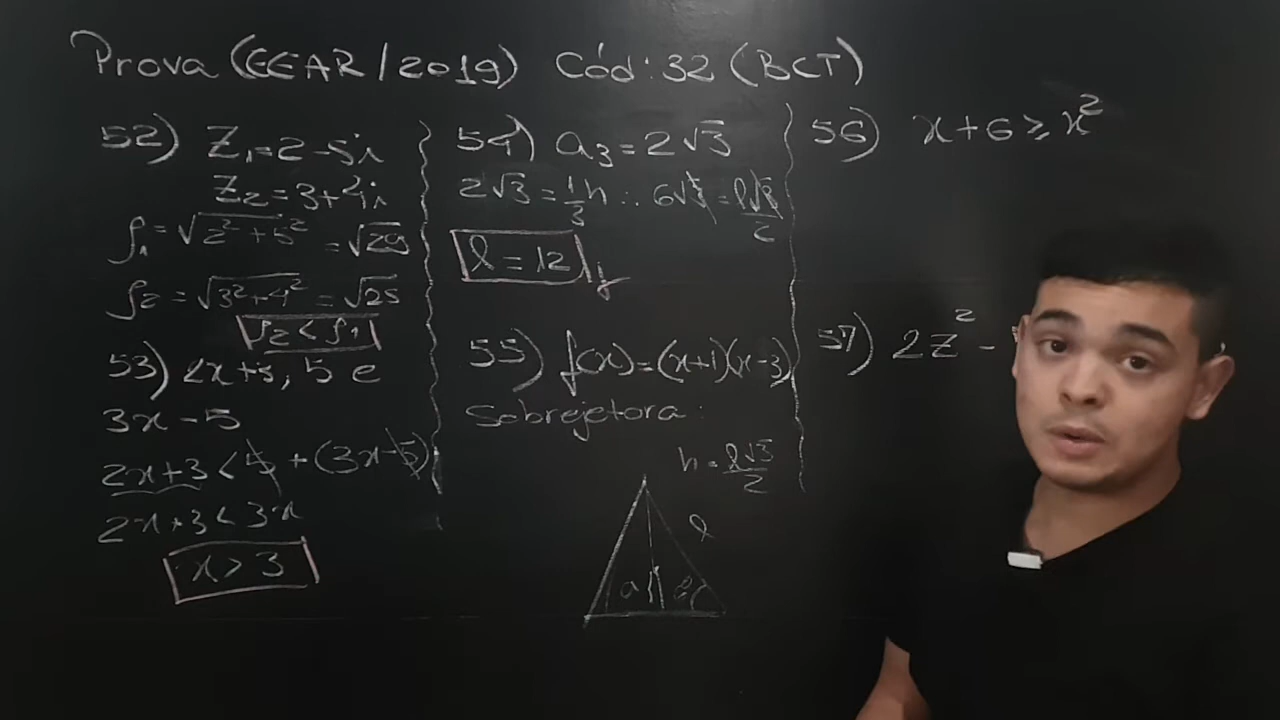 Prova (EEAR/2019) Cód: 32 (BCT)
52) Z₁=2-5i
Z₂=3+4i
ρ₁=√2²+5² =√29
ρ₂=√3²+4² =√25
ρ₂<ρ₁
53) 2x+3, 5 e
3x-5
2x+3<5+(3x-5)
2x+3<3x
x>3
54) a₃=2√3
2√3=1/3h ∴ 6√3=l√3/2
l=12
55) f(x)=(x+1)(x-3)
Sobrejetora:
h=l√3/2
l
a
56) x+6≥x²
57) 2Z² -